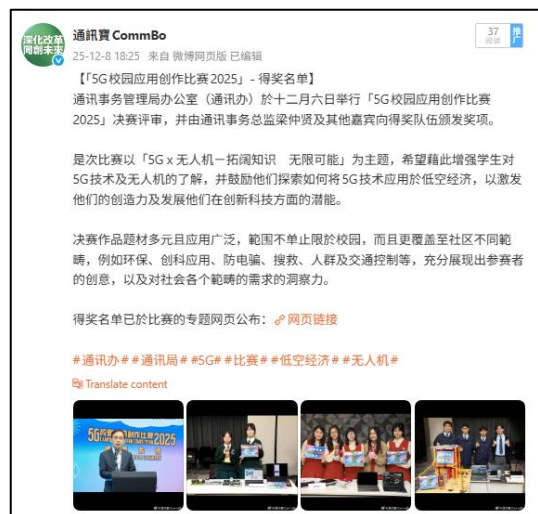 深化改革
同創未來
通訊寶 CommBo
25-12-8 18:25 来自 微博网页版 已编辑
37
阅读
推广
【「5G校园应用创作比赛2025」- 得奖名单】
通讯事务管理局办公室（通讯办）於十二月六日举行「5G校园应用创作比赛
2025」决赛评审，并由通讯事务总监梁仲贤及其他嘉宾向得奖队伍颁发奖项。
是次比赛以「5G x 无人机－拓阔知识　无限可能」为主题，希望藉此增强学生对
5G技术及无人机的了解，并鼓励他们探索如何将5G技术应用於低空经济，以激发
他们的创造力及发展他们在创新科技方面的潜能。
决赛作品题材多元且应用广泛，範围不单止限於校园，而且更覆盖至社区不同範
畴，例如环保、创科应用、防电骗、搜救、人群及交通控制等，充分展现出参赛者
的创意，以及对社会各个範畴的需求的洞察力。
得奖名单已於比赛的专题网页公布： 网页链接
#通讯办# #通讯局# #5G# #比赛# #低空经济# #无人机#
Translate content